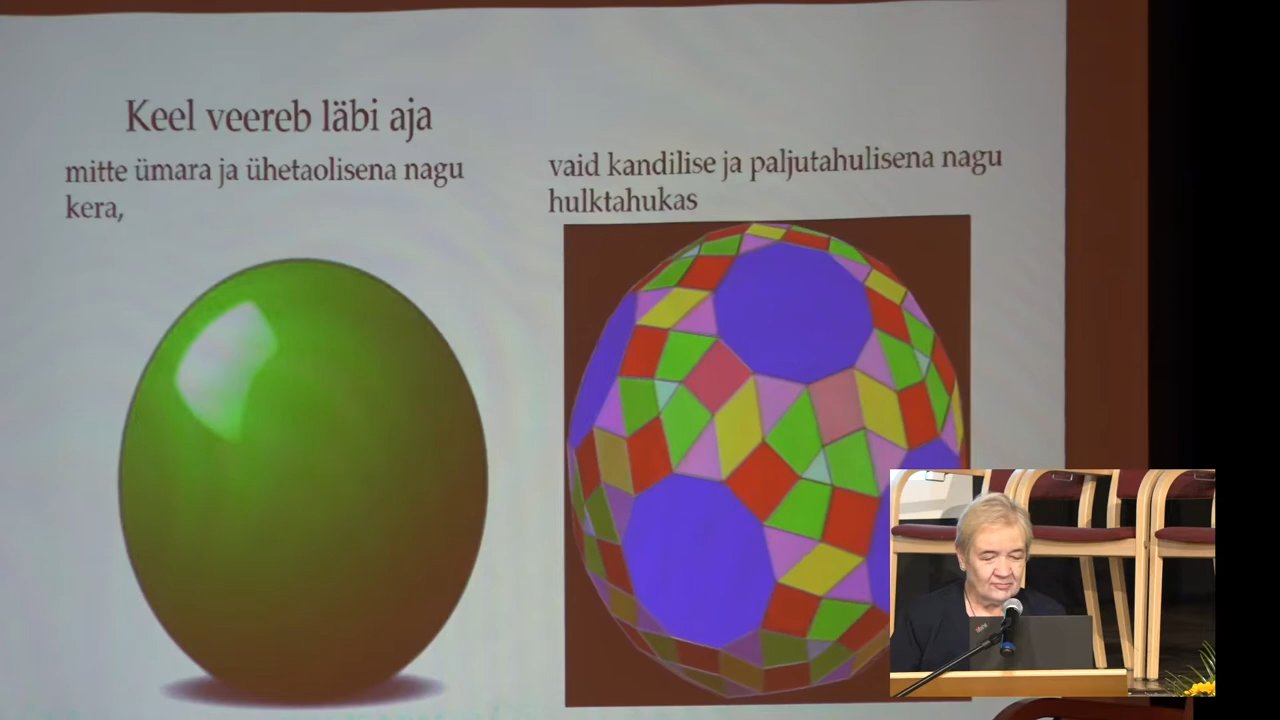 Keel veereb läbi aja
mitte ümara ja ühetaolisena nagu
kera,
vaid kandilise ja paljutahulisena nagu
hulktahukas